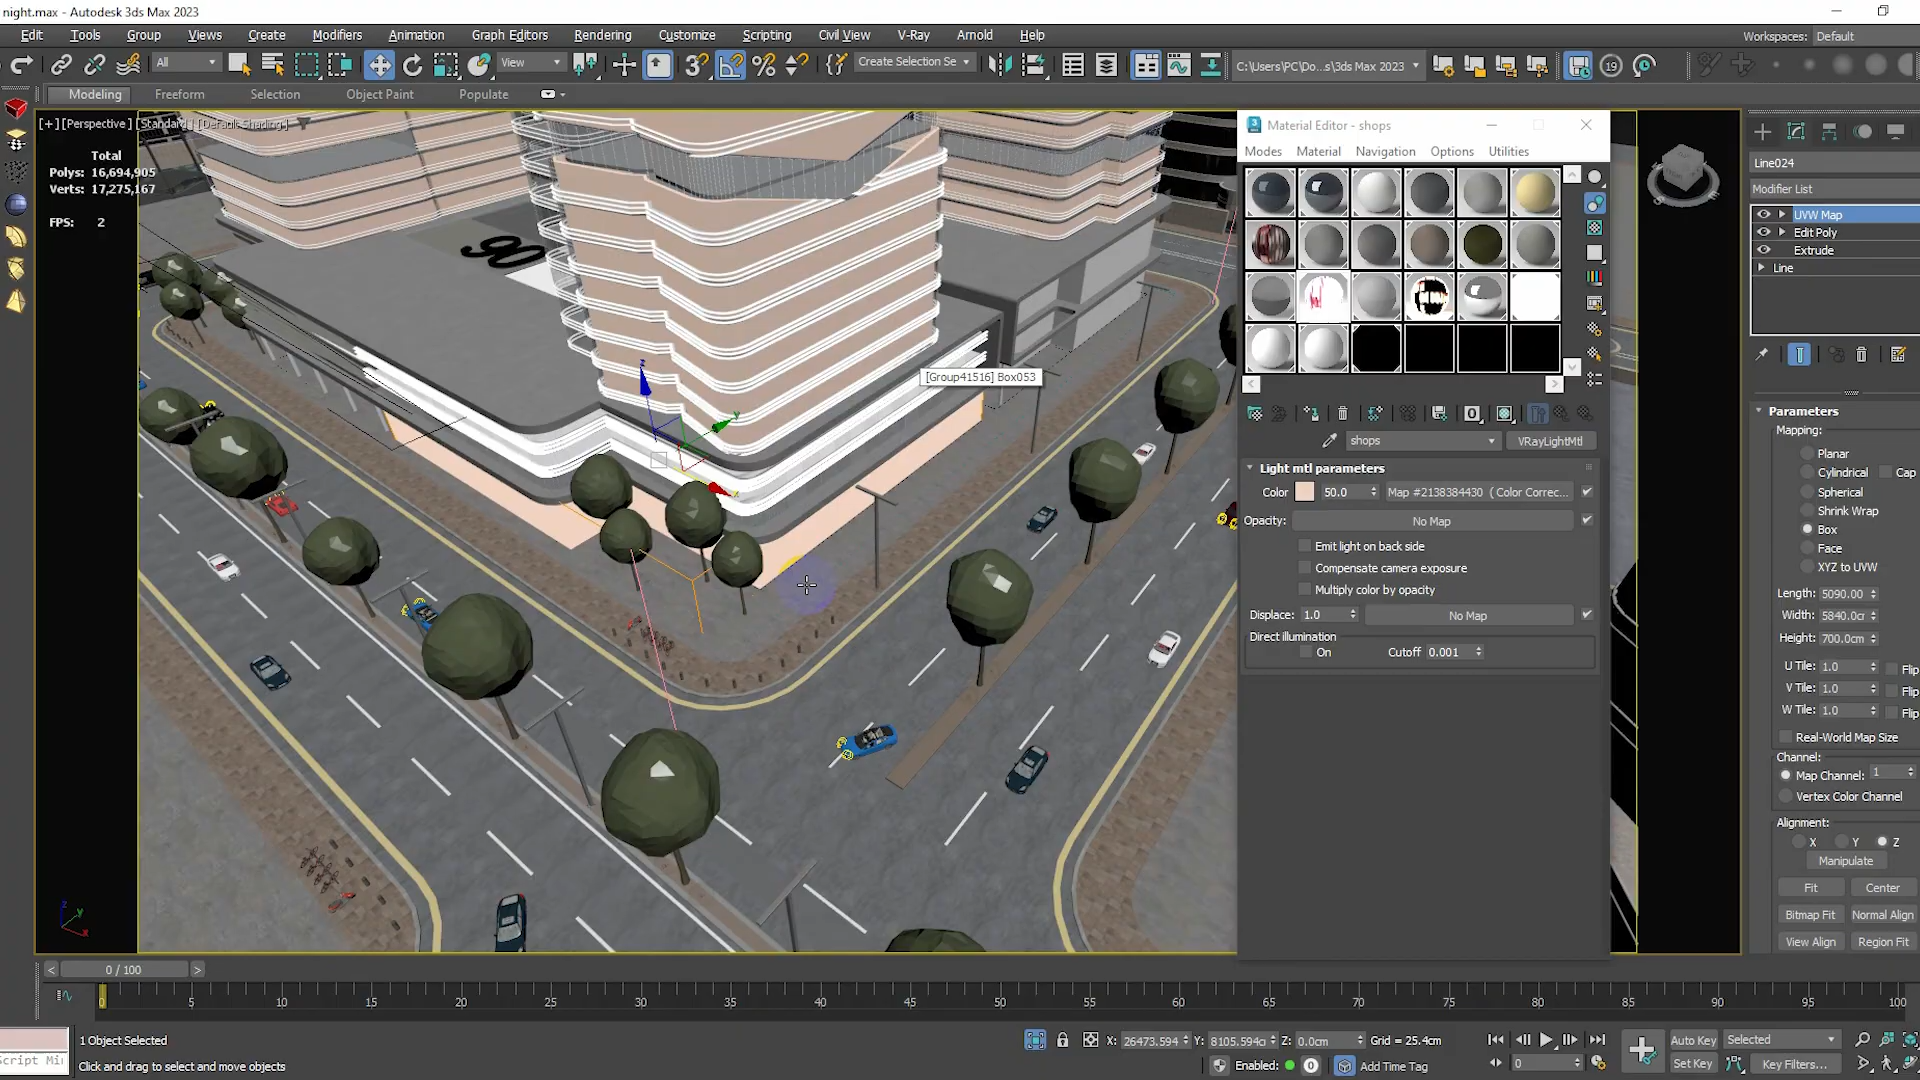 night.max - Autodesk 3ds Max 2023
Edit Tools Group Views Create Modifiers Animation Graph Editors Rendering Customize Scripting Civil View V-Ray Arnold Help
Workspaces: Default
All View Create Selection Se C:\Users\PC\Do...s\3ds Max 2023 19
Modeling Freeform Selection Object Paint Populate
[+] [Perspective] [Standard] [Default Shading]
Total
Polys: 16,694,905
Verts: 17,275,167
FPS: 2
90
[Group41516] Box053
z
y
Material Editor - shops
Modes Material Navigation Options Utilities
shops VRayLightMtl
Light mtl parameters
Color 50.0 Map #2138384430 ( Color Correc...
Opacity: No Map
Emit light on back side
Compensate camera exposure
Multiply color by opacity
Displace: 1.0 No Map
Direct illumination
On Cutoff 0.001
Line024
Modifier List
UVW Map
Edit Poly
Extrude
Line
Parameters
Mapping:
Planar
Cylindrical Cap
Spherical
Shrink Wrap
Box
Face
XYZ to UVW
Length: 5090.00
Width: 5840.0cr
Height: 700.0cm
U Tile: 1.0 Flip
V Tile: 1.0 Flip
W Tile: 1.0 Flip
Real-World Map Size
Channel:
Map Channel: 1
Vertex Color Channel
Alignment:
X Y Z
Manipulate
Fit Center
Bitmap Fit Normal Align
View Align Region Fit
z
y
x
< 0 / 100 >
0 5 10 15 20 25 30 35 40 45 50 55 60 65 70 75 80 85 90 95 100
1 Object Selected
X: 26473.594 Y: 8105.594cr Z: 0.0cm Grid = 25.4cm
Auto Key Selected
Script Mi
Click and drag to select and move objects
Enabled: 0 Add Time Tag
0
Set Key Key Filters...